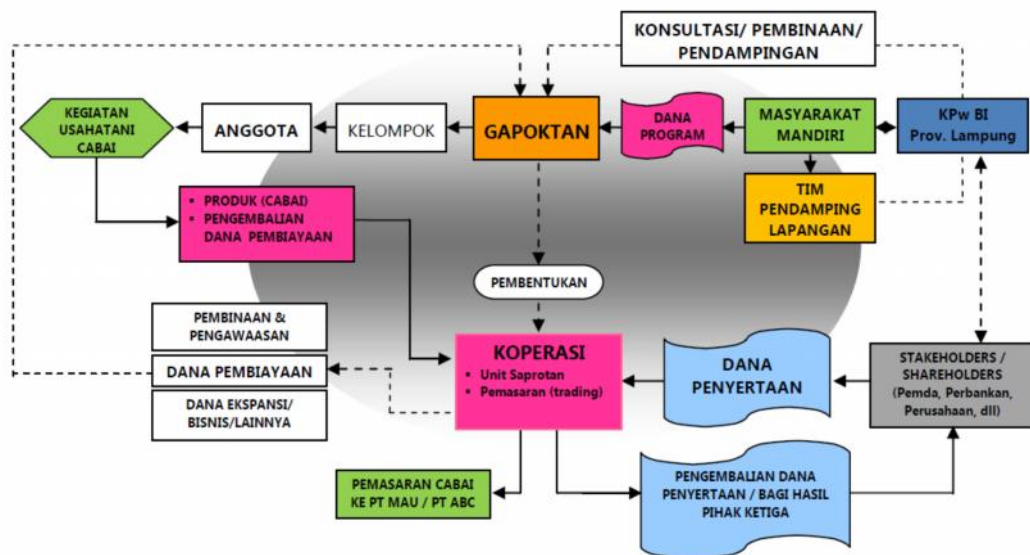 KONSULTASI/ PEMBINAAN/
PENDAMPINGAN
KEGIATAN
USAHATANI
CABAI
ANGGOTA
KELOMPOK
GAPOKTAN
DANA
PROGRAM
MASYARAKAT
MANDIRI
KPw BI
Prov. Lampung
TIM
PENDAMPING
LAPANGAN
▪ PRODUK (CABAI)
▪ PENGEMBALIAN
DANA PEMBIAYAAN
PEMBENTUKAN
PEMBINAAN &
PENGAWAASAN
DANA PEMBIAYAAN
DANA EKSPANSI/
BISNIS/LAINNYA
KOPERASI
▪ Unit Saprotan
▪ Pemasaran (trading)
DANA
PENYERTAAN
STAKEHOLDERS /
SHAREHOLDERS
(Pemda, Perbankan,
Perusahaan, dll)
PEMASARAN CABAI
KE PT MAU / PT ABC
PENGEMBALIAN DANA
PENYERTAAN / BAGI HASIL
PIHAK KETIGA